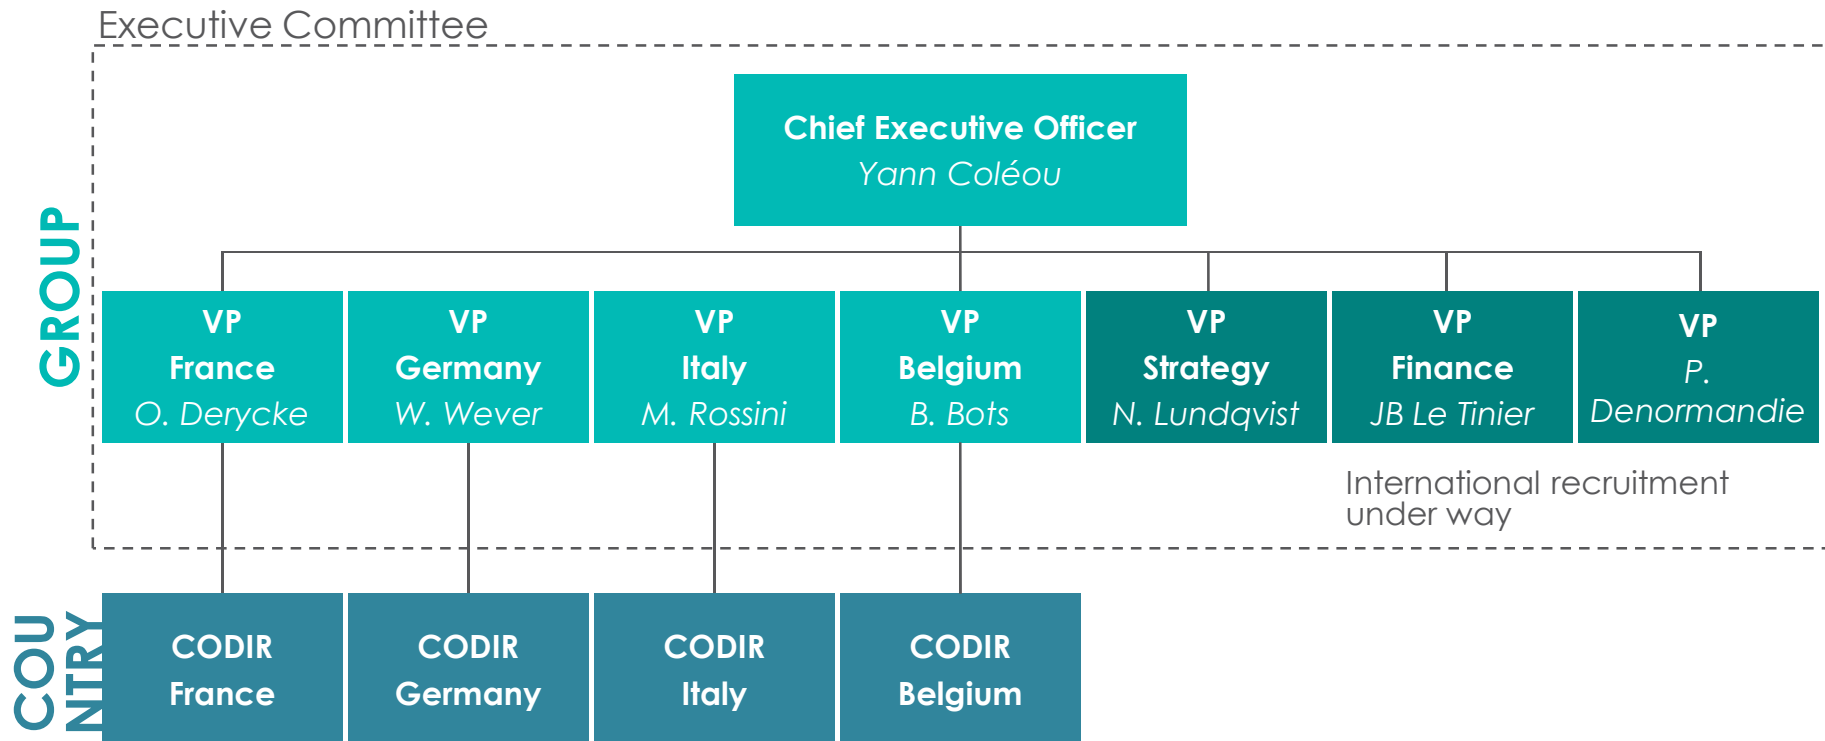 Executive Committee
Chief Executive Officer
Yann Coléou
GROUP
VP
France
O. Derycke
VP
Germany
W. Wever
VP
Italy
M. Rossini
VP
Belgium
B. Bots
VP
Strategy
N. Lundqvist
VP
Finance
JB Le Tinier
VP
P.
Denormandie
International recruitment
under way
COU
NTRY
CODIR
France
CODIR
Germany
CODIR
Italy
CODIR
Belgium